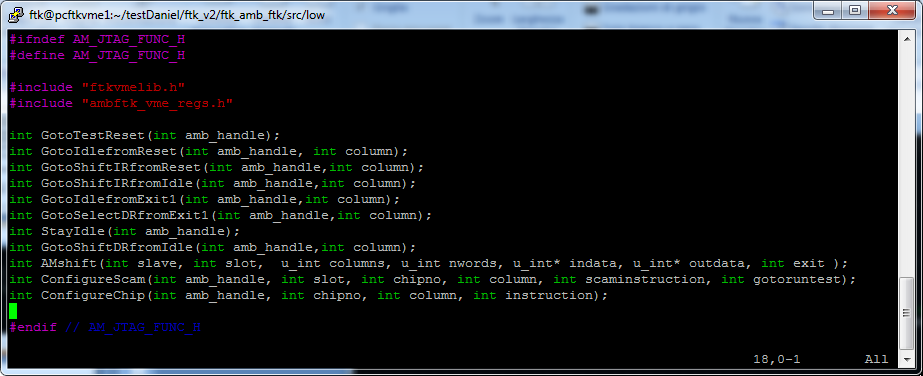 ftk@pcftkvme1:~/testDaniel/ftk_v2/ftk_amb_ftk/src/low
#ifndef AM_JTAG_FUNC_H
#define AM_JTAG_FUNC_H
#include "ftkvmelib.h"
#include "ambftk_vme_regs.h"
int GotoTestReset(int amb_handle);
int GotoIdlefromReset(int amb_handle, int column);
int GotoShiftIRfromReset(int amb_handle,int column);
int GotoShiftIRfromIdle(int amb_handle,int column);
int GotoIdlefromExit1(int amb_handle,int column);
int GotoSelectDRfromExit1(int amb_handle,int column);
int StayIdle(int amb_handle);
int GotoShiftDRfromIdle(int amb_handle,int column);
int AMshift(int slave, int slot,  u_int columns, u_int nwords, u_int* indata, u_int* outdata, int exit );
int ConfigureScam(int amb_handle, int slot, int chipno, int column, int scaminstruction, int gotoruntest);
int ConfigureChip(int amb_handle, int chipno, int column, int instruction);
#endif // AM_JTAG_FUNC_H
18,0-1 All